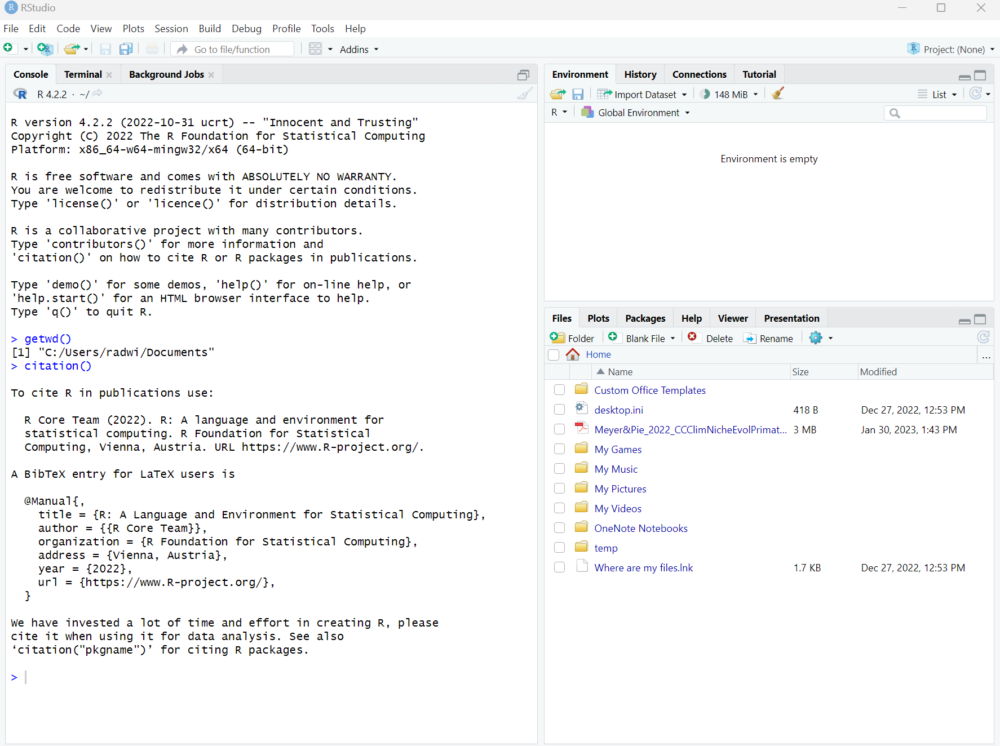 RStudio
File Edit Code View Plots Session Build Debug Profile Tools Help
Go to file/function Addins Project: (None)
Console Terminal Background Jobs
R 4.2.2 · ~/
R version 4.2.2 (2022-10-31 ucrt) -- "Innocent and Trusting"
Copyright (C) 2022 The R Foundation for Statistical Computing
Platform: x86_64-w64-mingw32/x64 (64-bit)
R is free software and comes with ABSOLUTELY NO WARRANTY.
You are welcome to redistribute it under certain conditions.
Type 'license()' or 'licence()' for distribution details.
R is a collaborative project with many contributors.
Type 'contributors()' for more information and
'citation()' on how to cite R or R packages in publications.
Type 'demo()' for some demos, 'help()' for on-line help, or
'help.start()' for an HTML browser interface to help.
Type 'q()' to quit R.
> getwd()
[1] "C:/Users/radwi/Documents"
> citation()
To cite R in publications use:
R Core Team (2022). R: A language and environment for
statistical computing. R Foundation for Statistical
Computing, Vienna, Austria. URL https://www.R-project.org/.
A BibTeX entry for LaTeX users is
@Manual{,
title = {R: A Language and Environment for Statistical Computing},
author = {{R Core Team}},
organization = {R Foundation for Statistical Computing},
address = {Vienna, Austria},
year = {2022},
url = {https://www.R-project.org/},
}
We have invested a lot of time and effort in creating R, please
cite it when using it for data analysis. See also
‘citation("pkgname")’ for citing R packages.
>
Environment History Connections Tutorial
Import Dataset 148 MiB List
R Global Environment
Environment is empty
Files Plots Packages Help Viewer Presentation
Folder Blank File Delete Rename
Home ...
Name Size Modified
Custom Office Templates
desktop.ini 418 B Dec 27, 2022, 12:53 PM
Meyer&Pie_2022_CCClimNicheEvolPrimat... 3 MB Jan 30, 2023, 1:43 PM
My Games
My Music
My Pictures
My Videos
OneNote Notebooks
temp
Where are my files.lnk 1.7 KB Dec 27, 2022, 12:53 PM